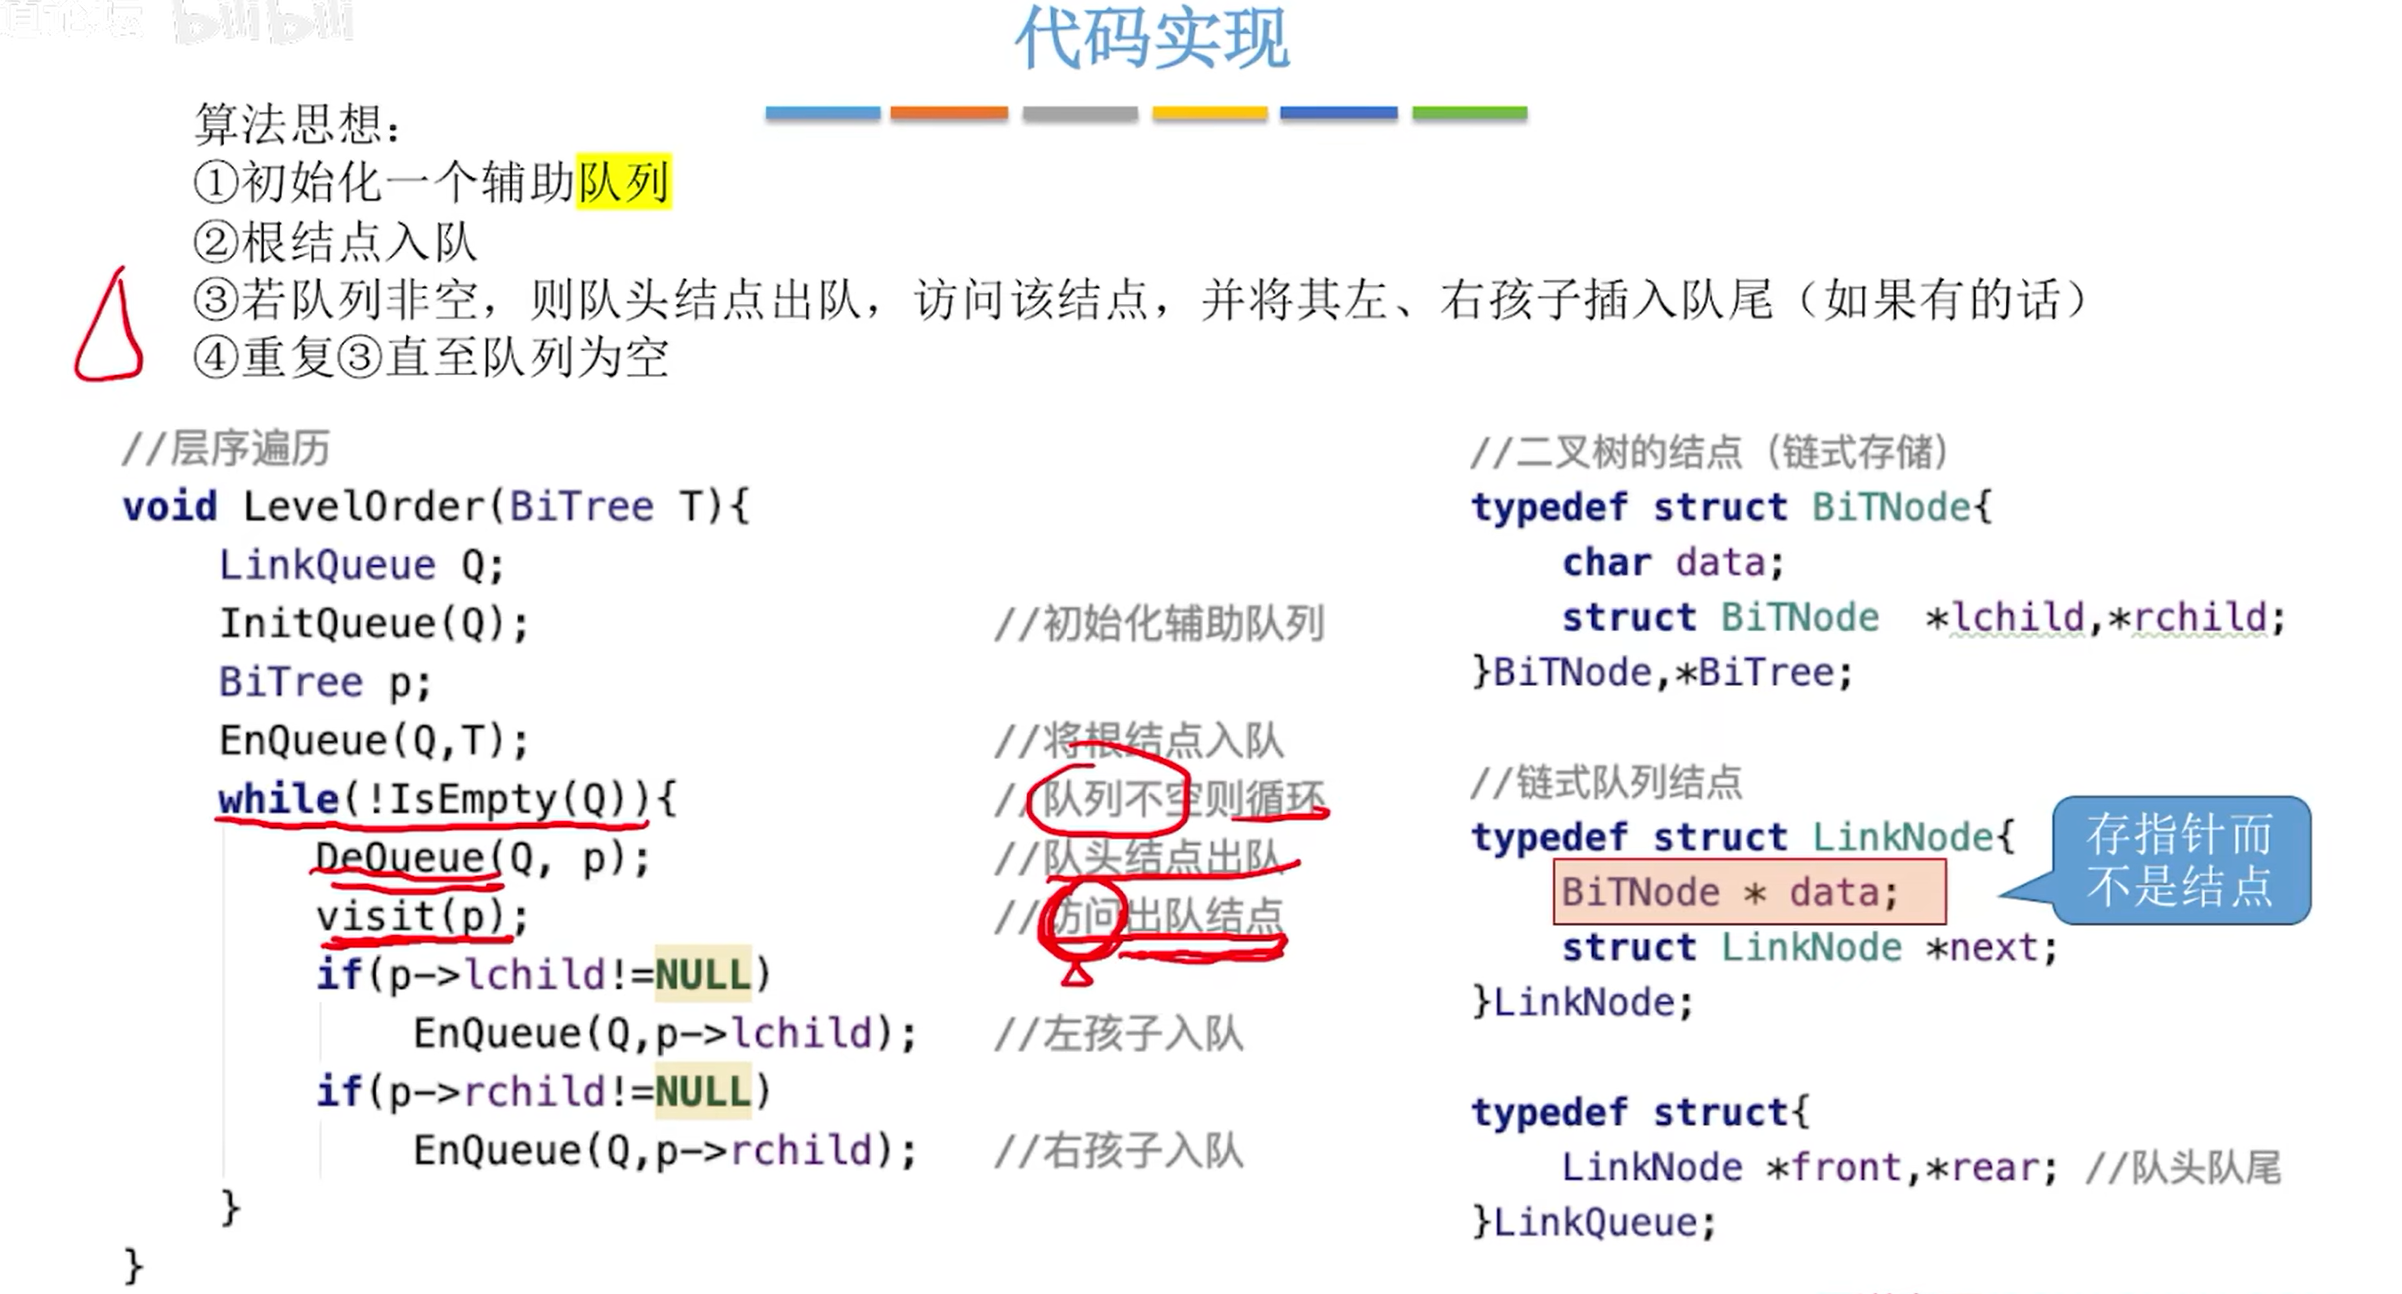 bilibili
代码实现
算法思想：
①初始化一个辅助队列
②根结点入队
③若队列非空，则队头结点出队，访问该结点，并将其左、右孩子插入队尾（如果有的话）
④重复③直至队列为空
//层序遍历
void LevelOrder(BiTree T){
LinkQueue Q;
InitQueue(Q); //初始化辅助队列
BiTree p;
EnQueue(Q,T); //将根结点入队
while(!IsEmpty(Q)){ //队列不空则循环
DeQueue(Q, p); //队头结点出队
visit(p); //访问出队结点
if(p->lchild!=NULL)
EnQueue(Q,p->lchild); //左孩子入队
if(p->rchild!=NULL)
EnQueue(Q,p->rchild); //右孩子入队
}
}
//二叉树的结点（链式存储）
typedef struct BiTNode{
char data;
struct BiTNode *lchild,*rchild;
}BiTNode,*BiTree;
//链式队列结点
typedef struct LinkNode{
BiTNode * data;
struct LinkNode *next;
}LinkNode;
存指针而
不是结点
typedef struct{
LinkNode *front,*rear; //队头队尾
}LinkQueue;